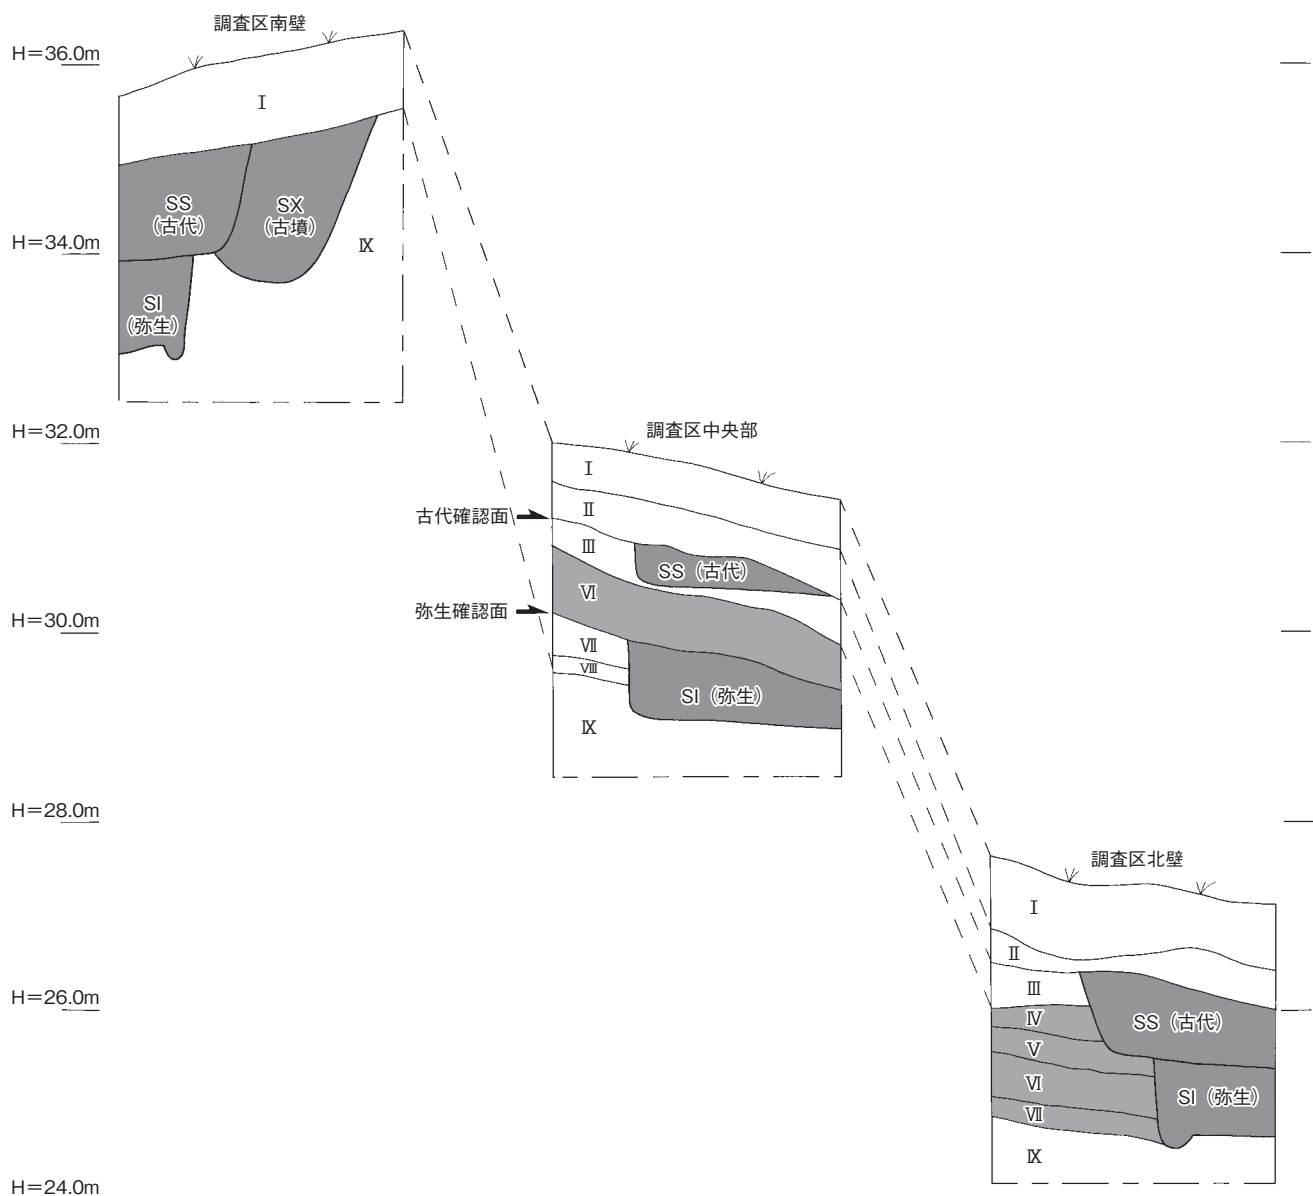 調査区南壁
H=36.0m
Ⅰ
SS
(古代)
SX
(古墳)
H=34.0m
Ⅸ
SI
(弥生)
H=32.0m
調査区中央部
Ⅰ
Ⅱ
古代確認面
Ⅲ
SS(古代)
Ⅵ
弥生確認面
H=30.0m
Ⅶ
Ⅷ
SI(弥生)
Ⅸ
H=28.0m
調査区北壁
Ⅰ
Ⅱ
Ⅲ
H=26.0m
Ⅳ
SS(古代)
Ⅴ
Ⅵ
SI(弥生)
Ⅶ
Ⅸ
H=24.0m